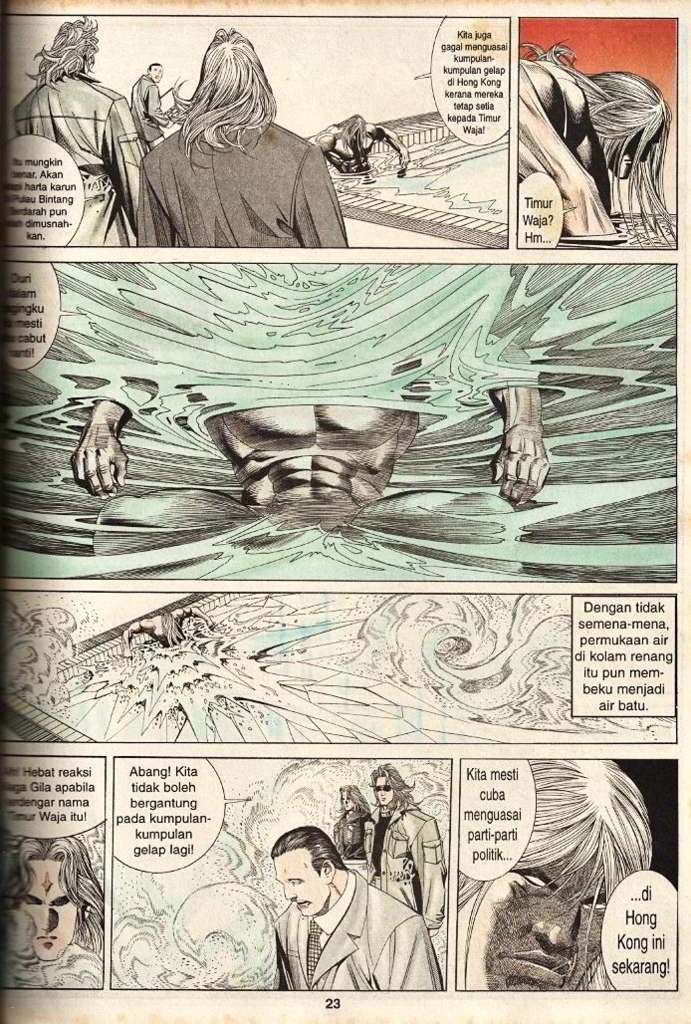 Kita juga
gagal menguasai
kumpulan-
kumpulan gelap
di Hong Kong
kerana mereka
tetap setia
kepada Timur
Waja!
mungkin
benar. Akan
harta karun
Pulau Bintang
Berdarah pun
dimusnah-
kan.
Timur
Waja?
Hm...
Duri
dalam
dagingku
mesti
cabut
nanti!
Dengan tidak
semena-mena,
permukaan air
di kolam renang
itu pun mem-
beku menjadi
air batu.
Hebat reaksi
Naga Gila apabila
terdengar nama
Timur Waja itu!
Abang! Kita
tidak boleh
bergantung
pada kumpulan-
kumpulan
gelap lagi!
Kita mesti
cuba
menguasai
parti-parti
politik...
...di
Hong
Kong ini
sekarang!
23